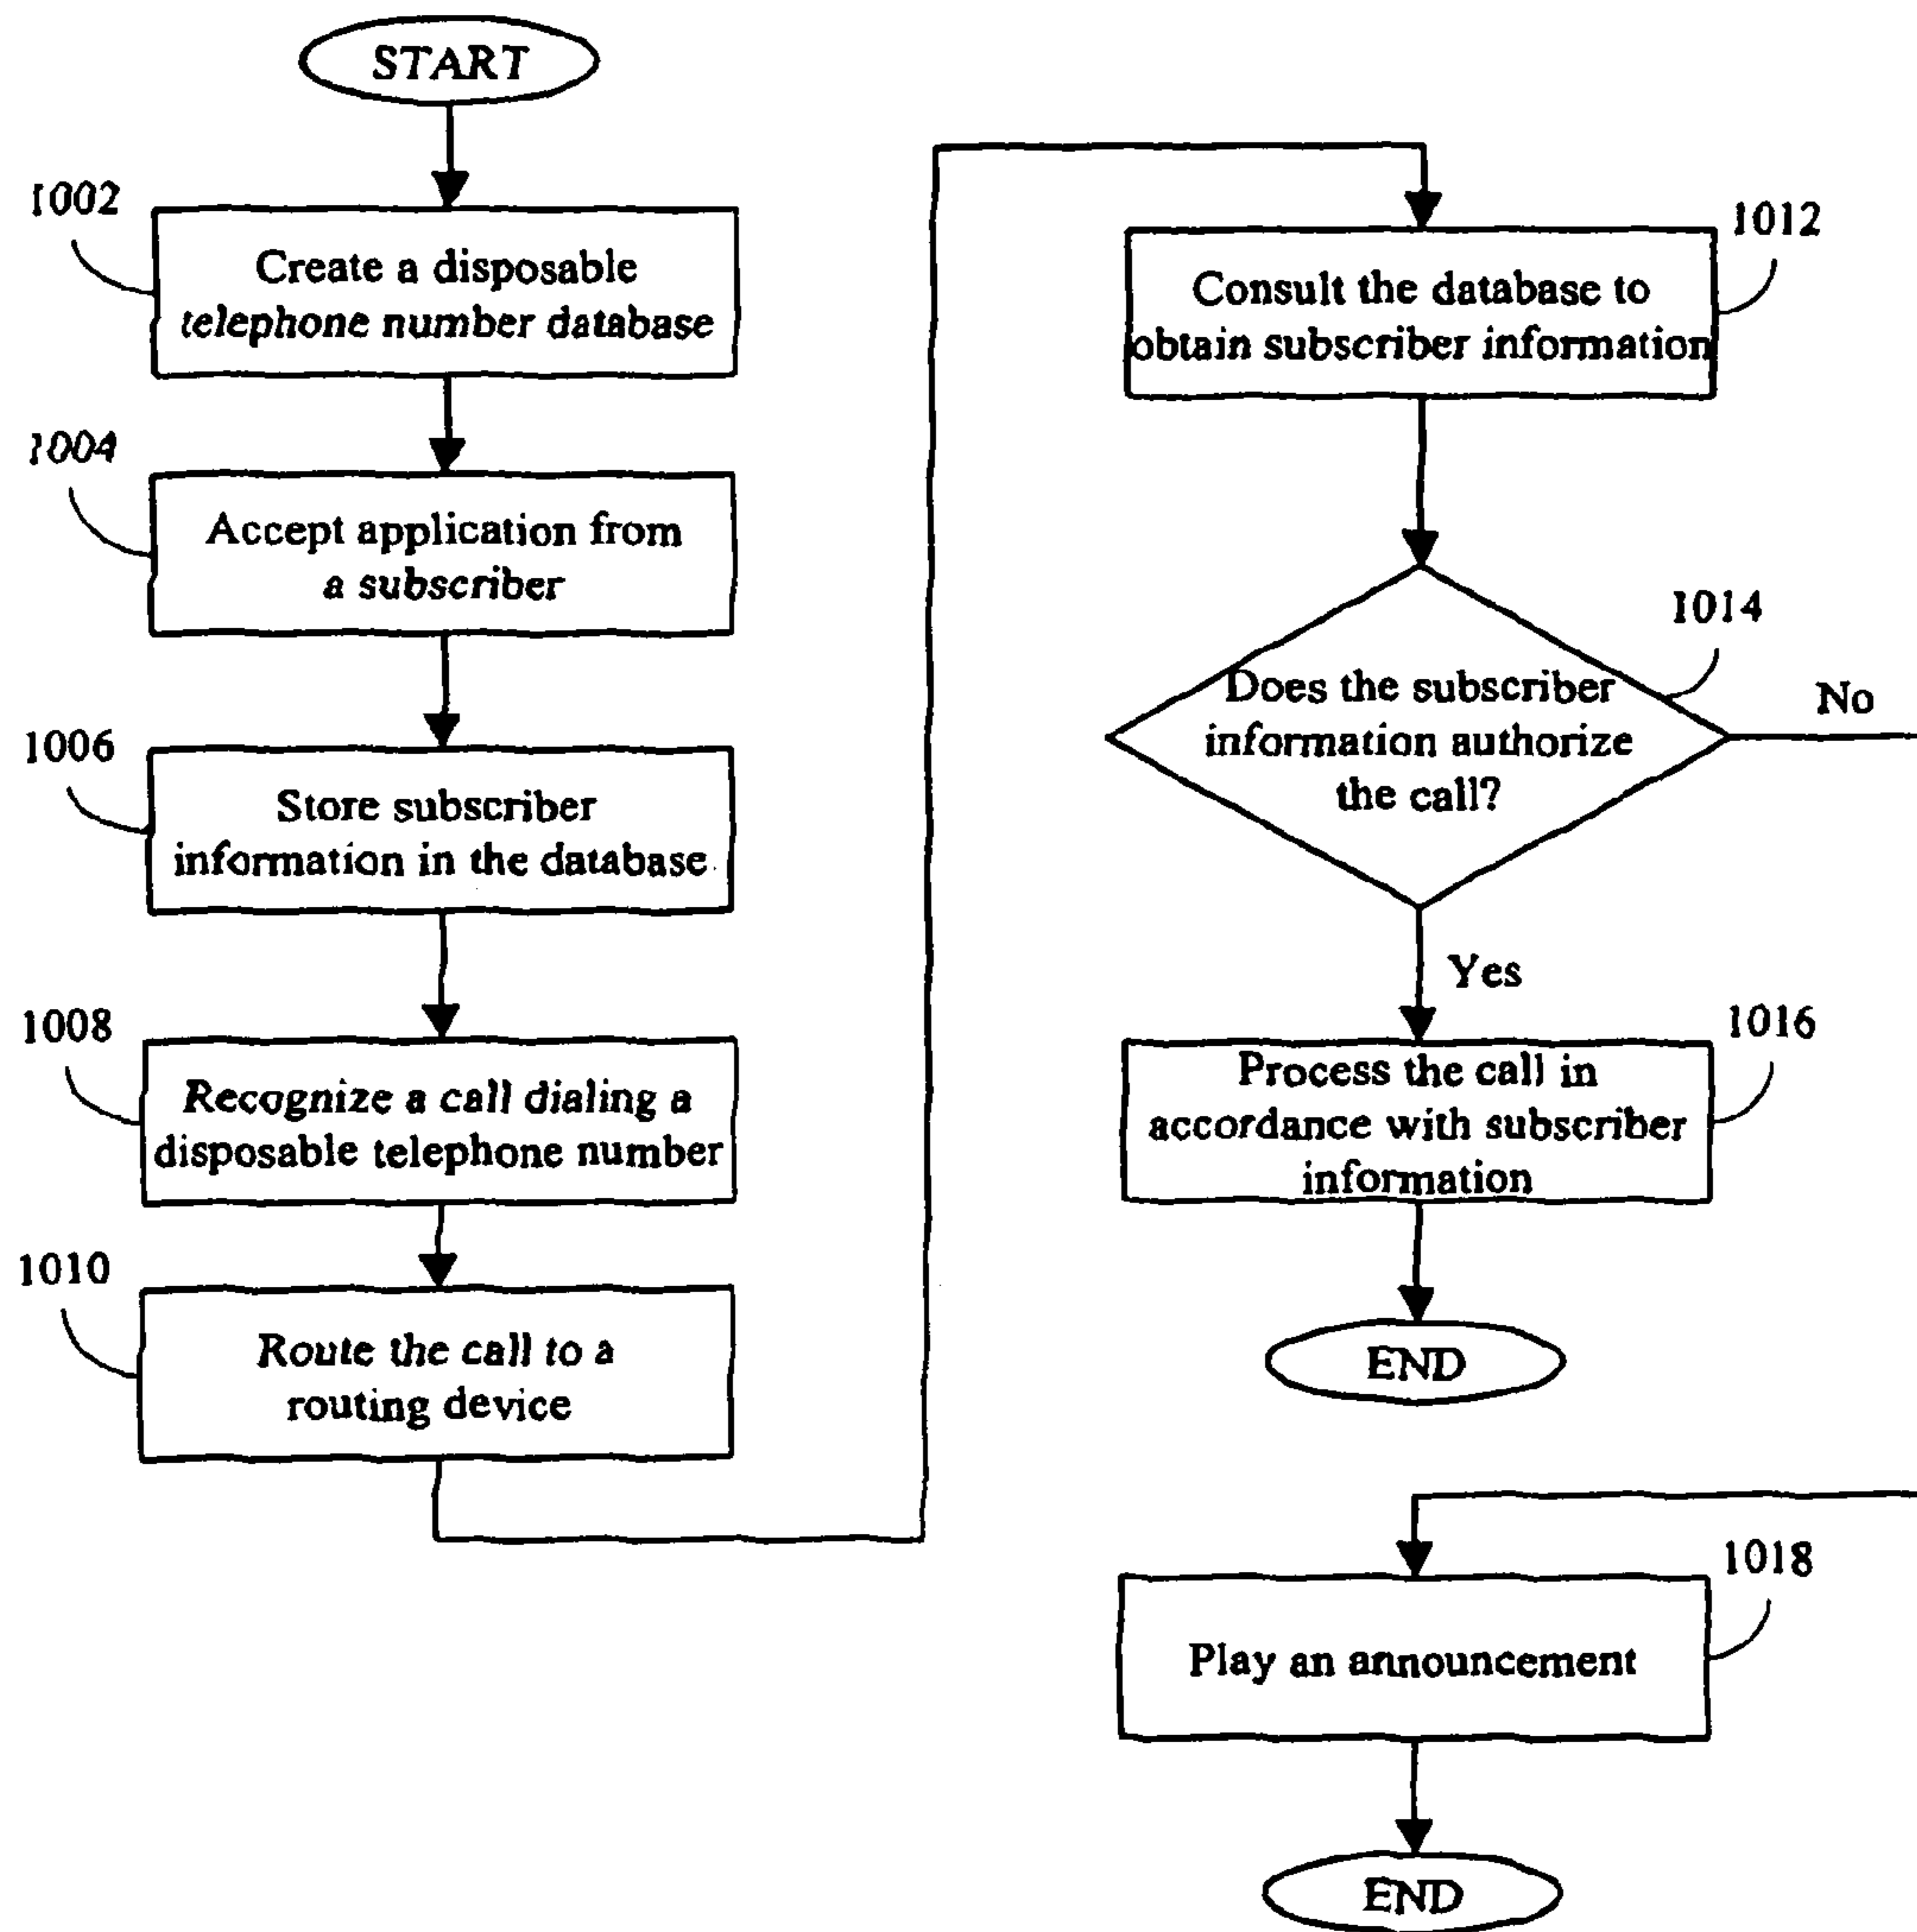 START
1002
Create a disposable
telephone number database
1004
Accept application from
a subscriber
1006
Store subscriber
information in the database
1008
Recognize a call dialing a
disposable telephone number
1010
Route the call to a
routing device
1012
Consult the database to
obtain subscriber information
1014
Does the subscriber
information authorize
the call?
No
Yes
1016
Process the call in
accordance with subscriber
information
END
1018
Play an announcement
END